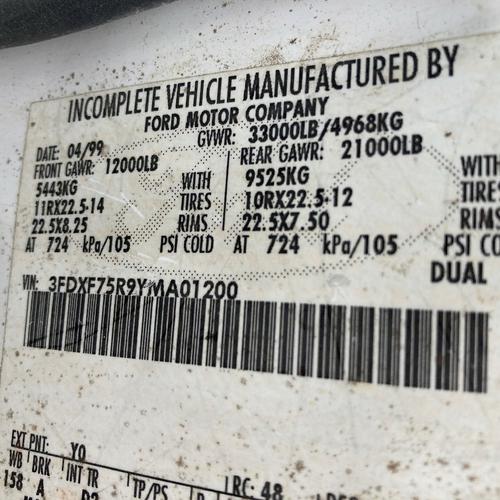 INCOMPLETE VEHICLE MANUFACTURED BY
FORD MOTOR COMPANY
DATE: 04/99 GVWR: 33000LB/4968KG
FRONT GAWR: 12000LB REAR GAWR: 21000LB
5443KG WITH 9525KG WITH
11RX22.5-14 TIRES 10RX22.5-12 TIRES
22.5X8.25 RIMS 22.5X7.50 RIMS
AT 724 kPa/105 PSI COLD AT 724 kPa/105 PSI CO
DUAL
VIN: 3FDXF75R9YMA01200
EXT PNT: Y0
WB BRK INT TR TP/PS RC: 48
158 A